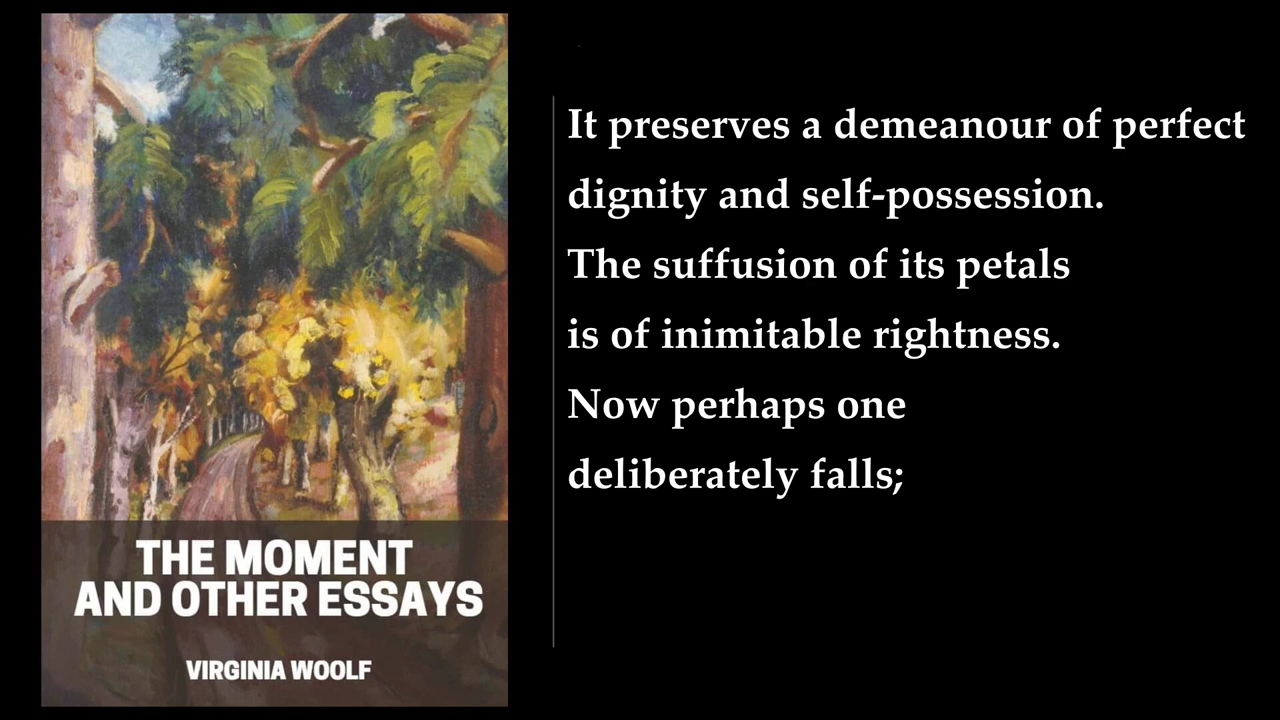 It preserves a demeanour of perfect
dignity and self-possession.
The suffusion of its petals
is of inimitable rightness.
Now perhaps one
deliberately falls;
THE MOMENT
AND OTHER ESSAYS
VIRGINIA WOOLF